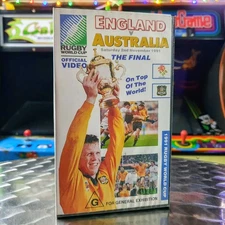 ENGLAND
V
AUSTRALIA
Saturday 2nd November 1991
THE FINAL
RUGBY
WORLD CUP
OFFICIAL
VIDEO
On Top
Of The
World!
1991 RUGBY WORLD CUP
G FOR GENERAL EXHIBITION